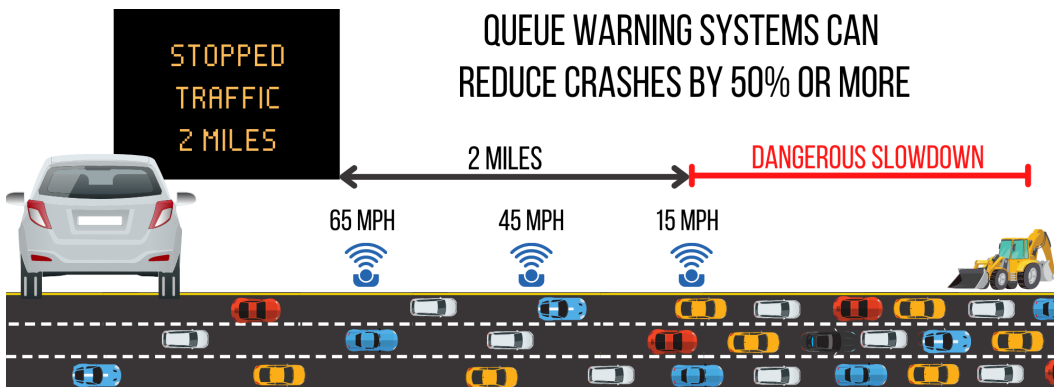 STOPPED
TRAFFIC
2 MILES
QUEUE WARNING SYSTEMS CAN
REDUCE CRASHES BY 50% OR MORE
2 MILES
DANGEROUS SLOWDOWN
65 MPH
45 MPH
15 MPH